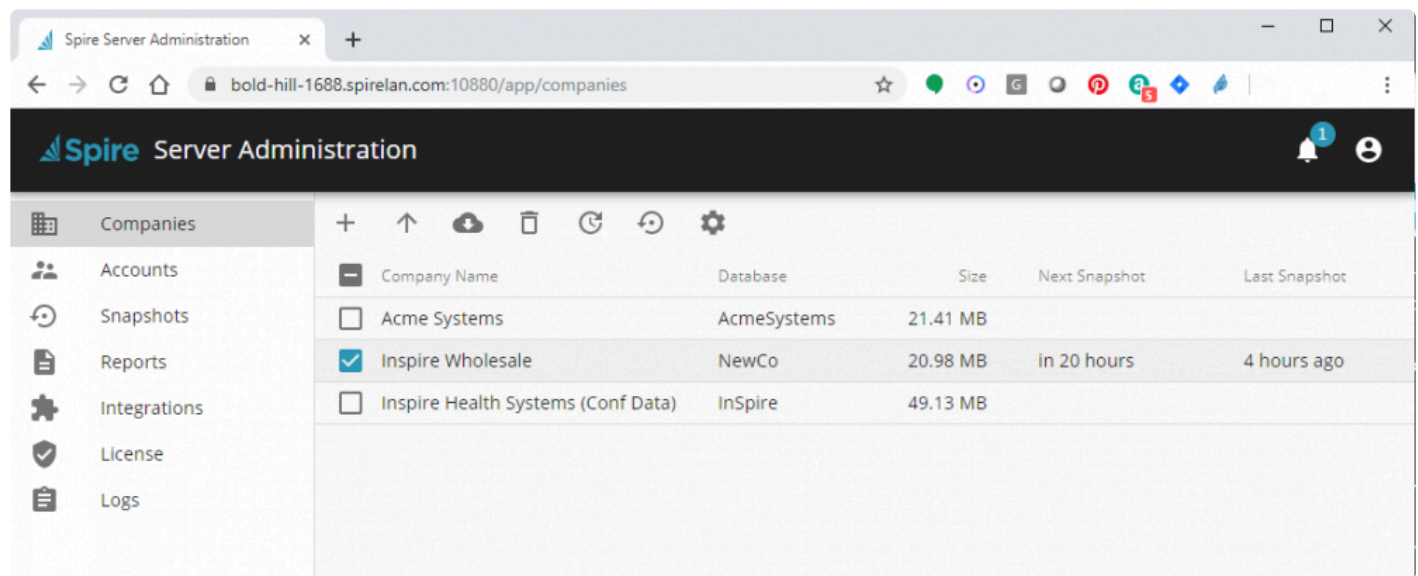 Spire Server Administration
bold-hill-1688.spirelan.com:10880/app/companies
G
a
5
Spire Server Administration
1
Companies
Accounts
Snapshots
Reports
Integrations
License
Logs
Company Name Database Size Next Snapshot Last Snapshot
Acme Systems AcmeSystems 21.41 MB
Inspire Wholesale NewCo 20.98 MB in 20 hours 4 hours ago
Inspire Health Systems (Conf Data) InSpire 49.13 MB